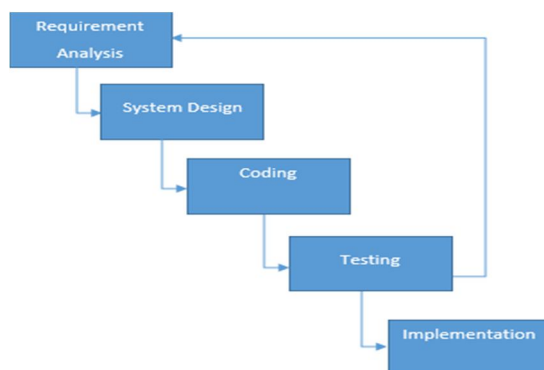 Requirement
Analysis
System Design
Coding
Testing
Implementation